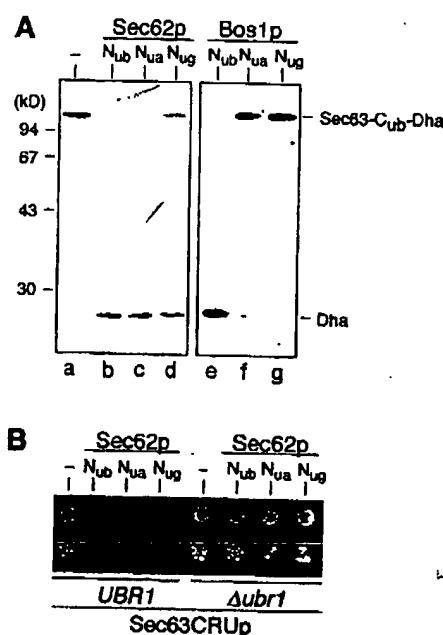 A
Sec62p Bos1p
– Nub Nua Nug Nub Nua Nug
(kD)
94
67
43
30
Sec63-Cub-Dha
Dha
a b c d e f g
B
Sec62p Sec62p
– Nub Nua Nug – Nub Nua Nug
UBR1 Δubr1
Sec63CRUp